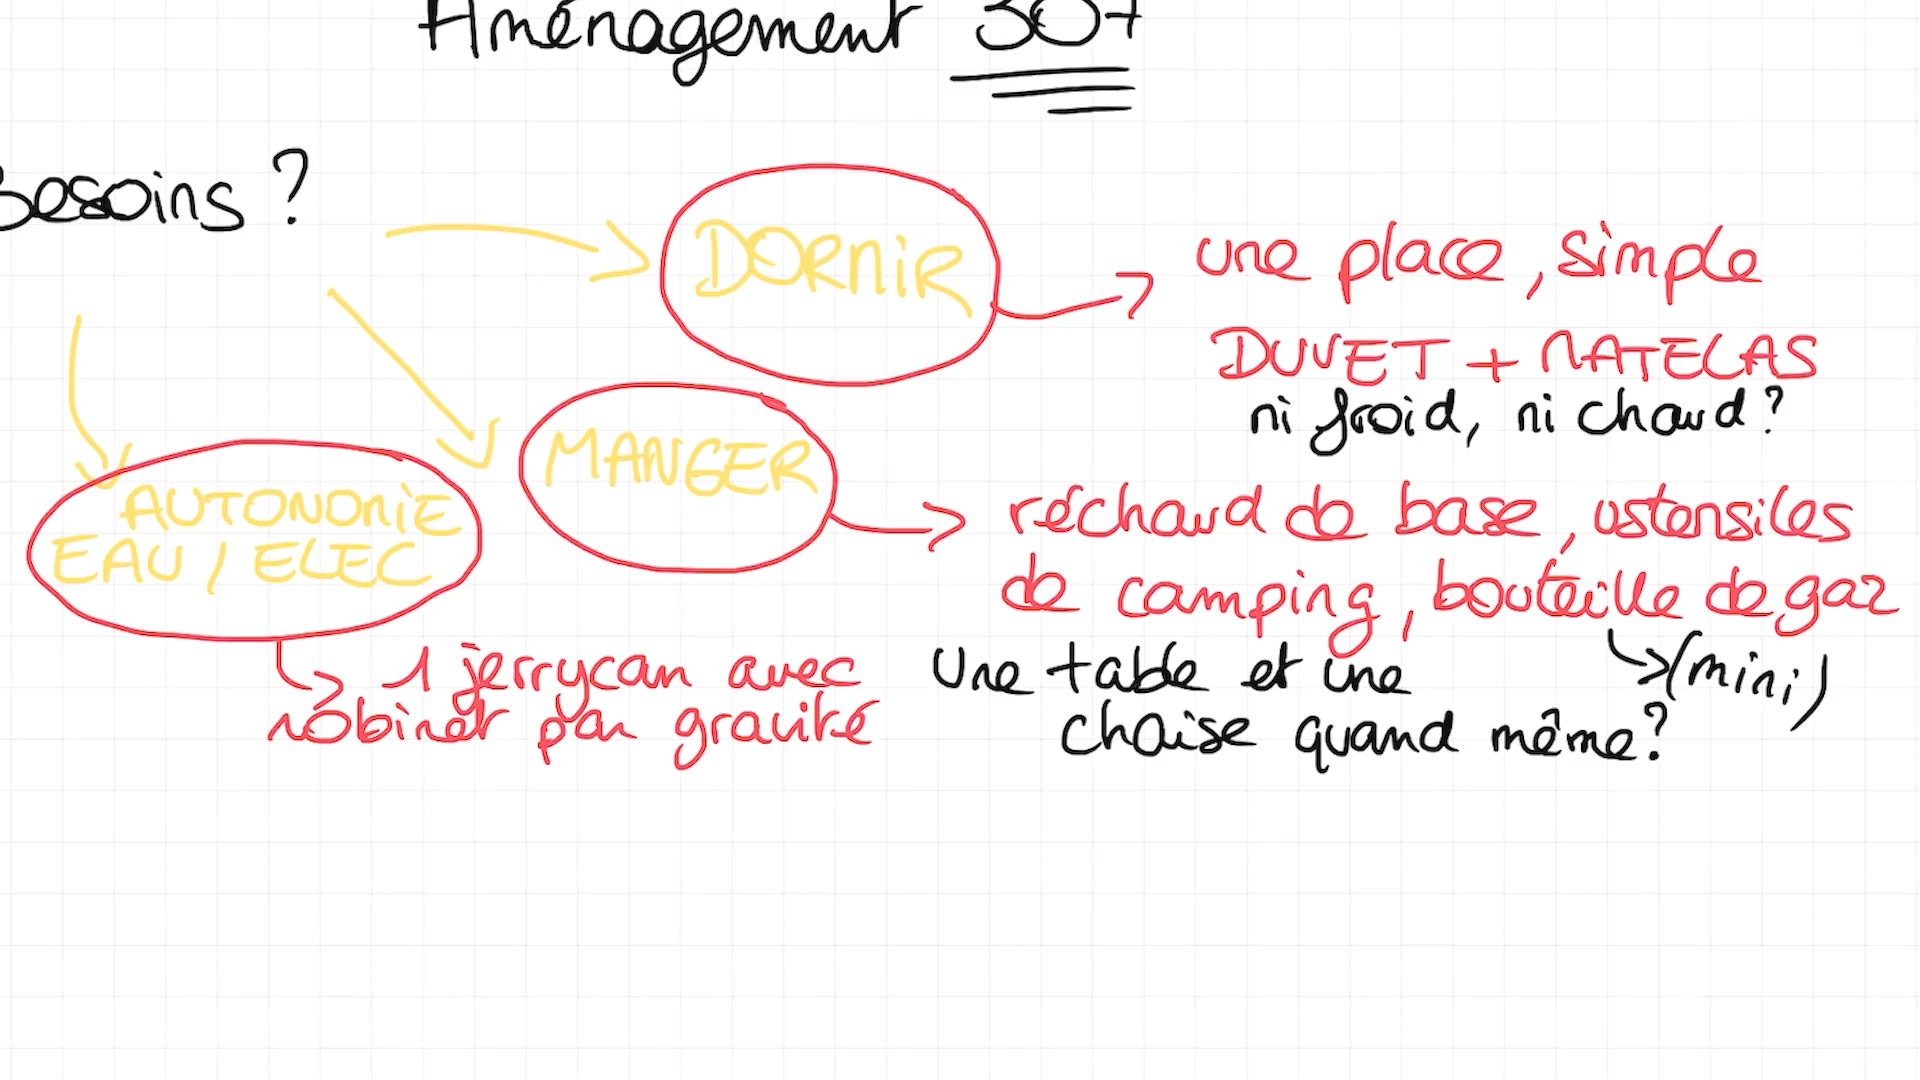 Aménagement 307
Besoins ?
DORMIR
une place, simple
DUVET + MATELAS
ni froid, ni chaud ?
MANGER
réchaud de base, ustensiles
de camping, bouteille de gaz
(mini)
Une table et une
chaise quand même ?
AUTONOMIE
EAU / ELEC
1 jerrycan avec
robinet par gravité